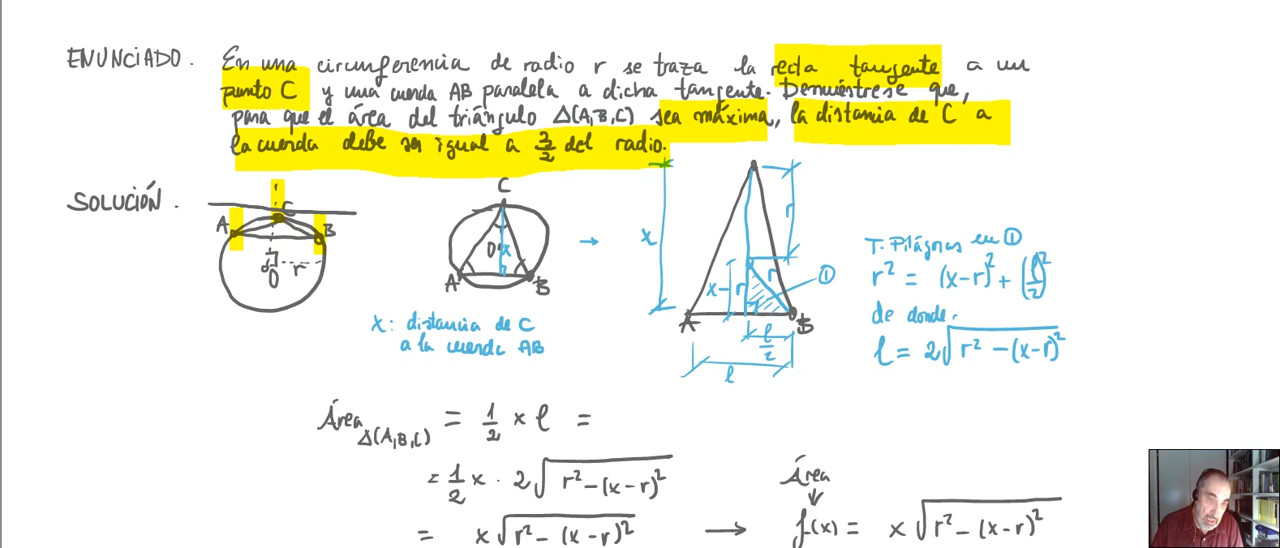 ENUNCIADO. En una circunferencia de radio r se traza la recta tangente a un
punto C y una cuerda AB paralela a dicha tangente. Demuéstrese que,
para que el área del triángulo Δ(A,B,C) sea máxima, la distancia de C a
la cuerda debe ser igual a 3/2 del radio.
SOLUCIÓN.
C
A
B
r
O
C
O
x
A
B
x: distancia de C
a la cuerda AB
→
x
r
x-r
r
①
A
B
l/2
l
T. Pitágoras en ①
r² = (x-r)² + (l/2)²
de donde.
l = 2√(r² - (x-r)²)
Área Δ(A,B,C) = 1/2 x l =
= 1/2 x · 2√(r² - (x-r)²)
= x√(r² - (x-r)²) →
Área
↓
f(x) = x√(r² - (x-r)²)